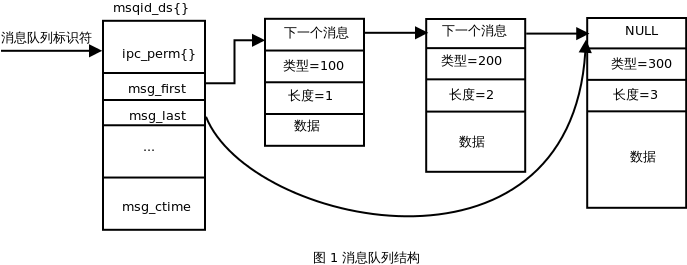 msqid_ds{}
消息队列标识符
ipc_perm{}
msg_first
msg_last
...
msg_ctime
下一个消息
类型=100
长度=1
数据
下一个消息
类型=200
长度=2
数据
NULL
类型=300
长度=3
数据
图 1 消息队列结构